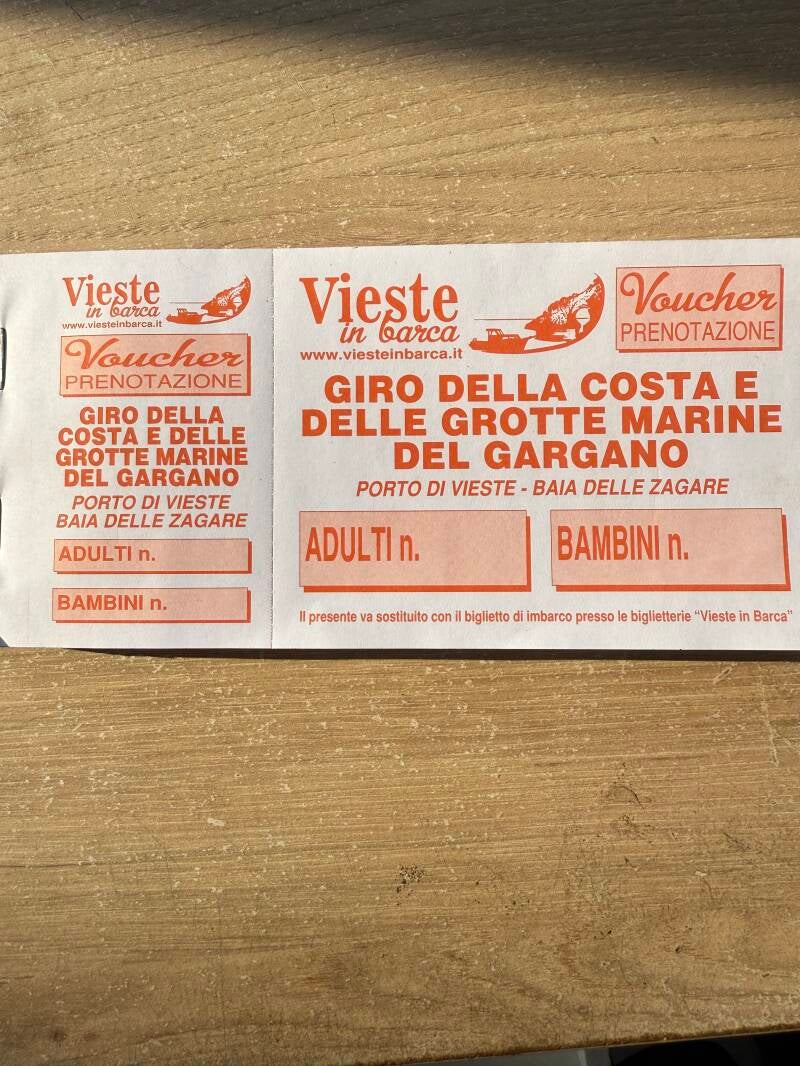 Vieste
in barca
www.viesteinbarca.it
Voucher
PRENOTAZIONE
GIRO DELLA
COSTA E DELLE
GROTTE MARINE
DEL GARGANO
PORTO DI VIESTE
BAIA DELLE ZAGARE
ADULTI n.
BAMBINI n.
Vieste
in barca
www.viesteinbarca.it
Voucher
PRENOTAZIONE
GIRO DELLA COSTA E
DELLE GROTTE MARINE
DEL GARGANO
PORTO DI VIESTE - BAIA DELLE ZAGARE
ADULTI n.
BAMBINI n.
Il presente va sostituito con il biglietto di imbarco presso le biglietterie "Vieste in Barca"